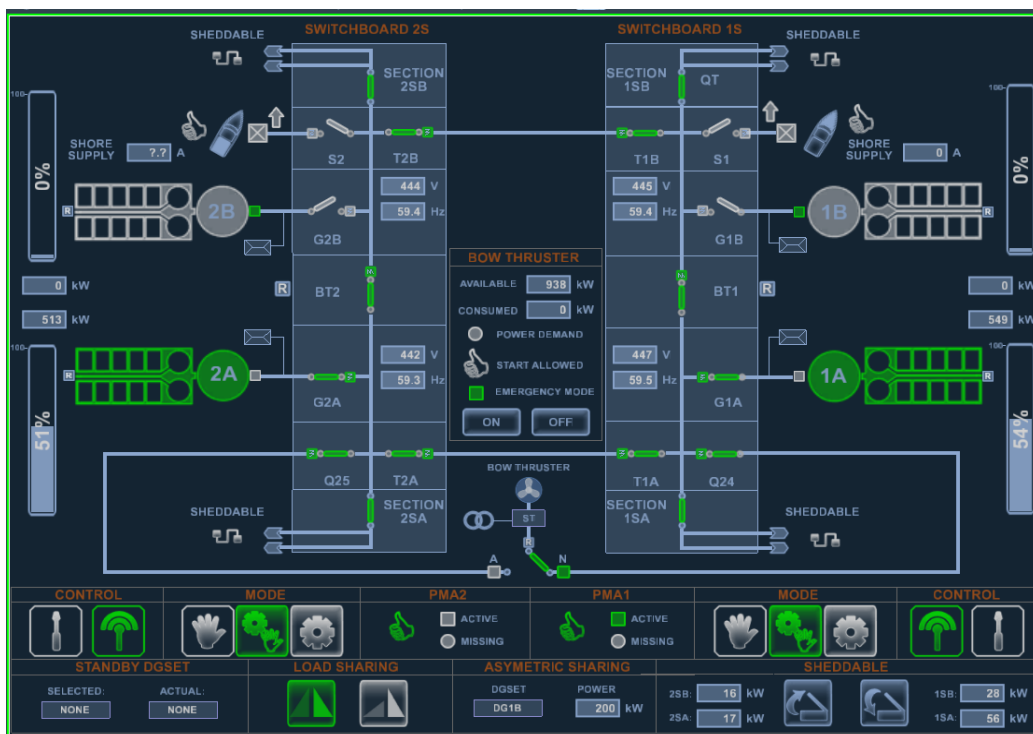 SWITCHBOARD 2S
SWITCHBOARD 1S
SHEDDABLE
SHEDDABLE
SECTION 2SB
SECTION 1SB
QT
100
100
SHORE SUPPLY
?.? A
S2
T2B
T1B
S1
SHORE SUPPLY
0 A
0%
0%
444 V
59.4 Hz
445 V
59.4 Hz
R
2B
1B
R
G2B
G1B
BOW THRUSTER
AVAILABLE 938 kW
CONSUMED 0 kW
POWER DEMAND
START ALLOWED
EMERGENCY MODE
ON
OFF
0 kW
513 kW
R
BT2
BT1
R
0 kW
549 kW
100
100
442 V
59.3 Hz
447 V
59.5 Hz
R
2A
1A
R
G2A
G1A
51%
54%
Q25
T2A
T1A
Q24
BOW THRUSTER
SECTION 2SA
SECTION 1SA
SHEDDABLE
SHEDDABLE
ST
R
A
N
CONTROL
MODE
PMA2
PMA1
MODE
CONTROL
ACTIVE
MISSING
ACTIVE
MISSING
STANDBY DGSET
LOAD SHARING
ASYMETRIC SHARING
SHEDDABLE
SELECTED:
ACTUAL:
NONE
NONE
DGSET
POWER
DG1B
200 kW
2SB: 16 kW
2SA: 17 kW
1SB: 28 kW
1SA: 56 kW